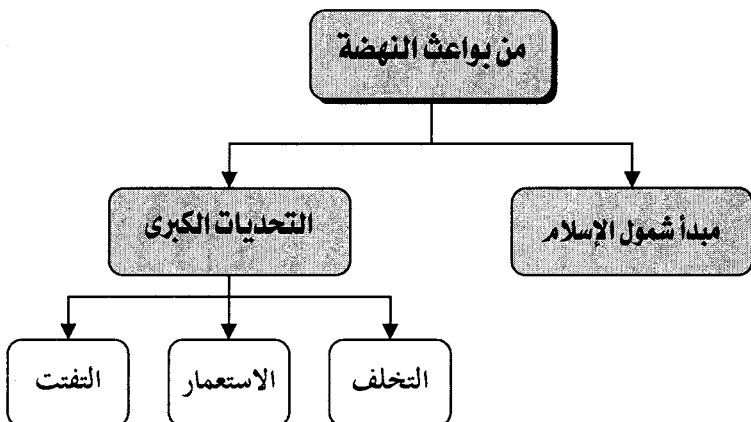 من بواعث النهضة
مبدأ شمول الإسلام
التحديات الكبرى
التخلف
الاستعمار
التفتت